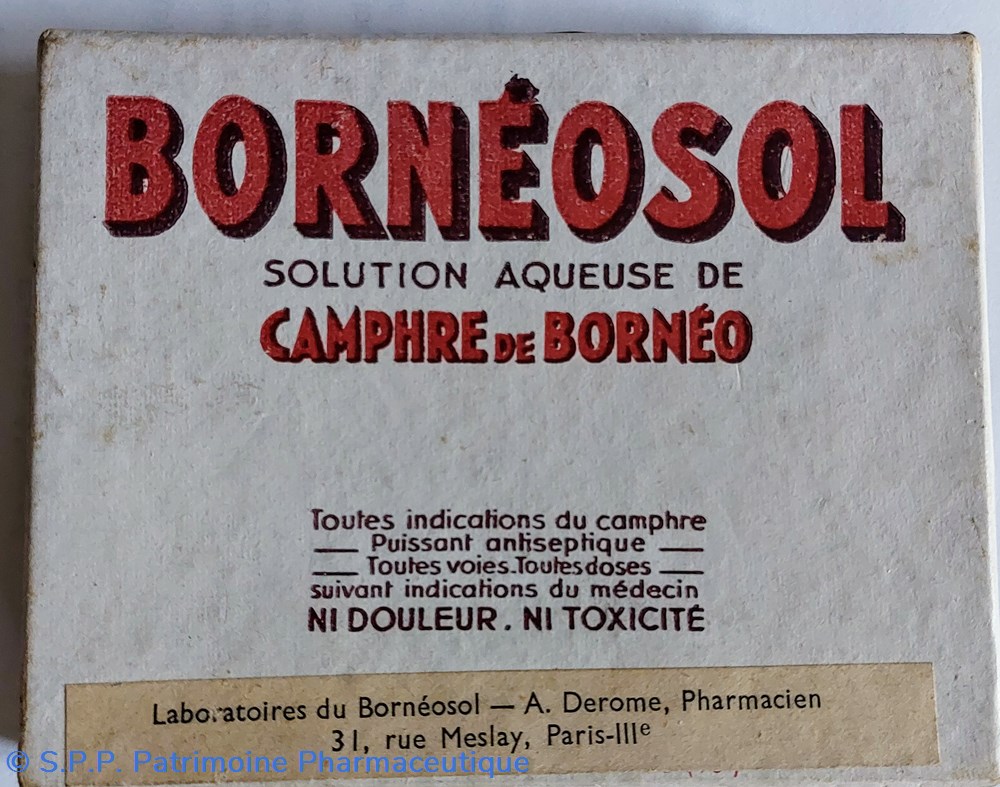 BORNÉOSOL
SOLUTION AQUEUSE DE
CAMPHRE DE BORNÉO
Toutes indications du camphre
Puissant antiseptique
Toutes voies. Toutes doses
suivant indications du médecin
NI DOULEUR. NI TOXICITÉ
Laboratoires du Bornéosol — A. Derome, Pharmacien
31, rue Meslay, Paris-IIIe
© S.P.P. Patrimoine Pharmaceutique